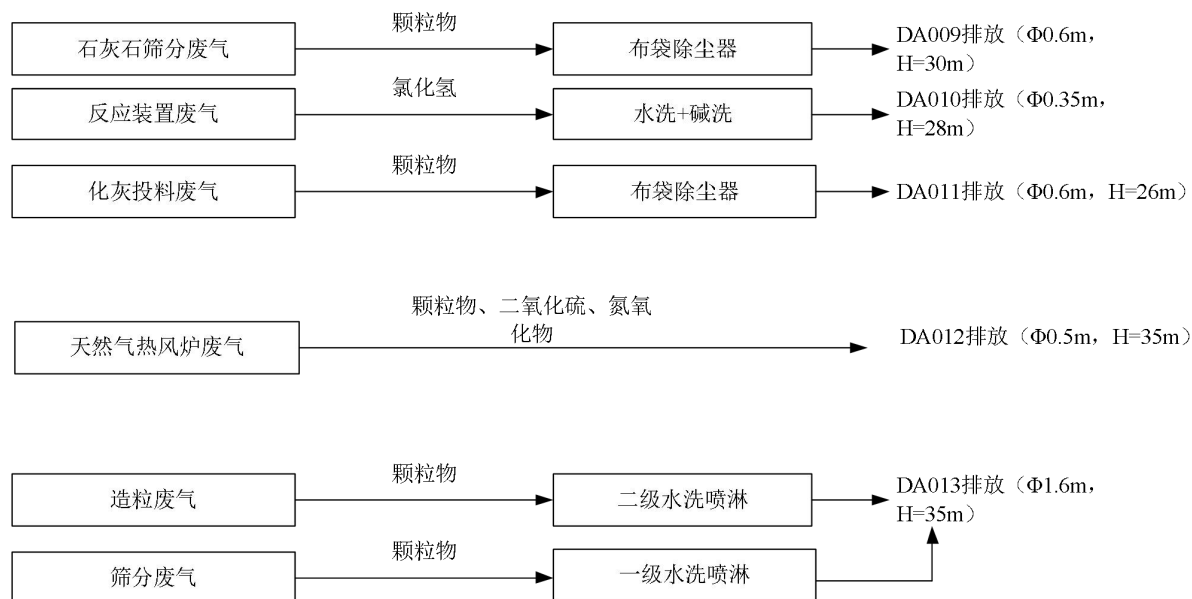 颗粒物
石灰石筛分废气
布袋除尘器
DA009排放（Φ0.6m，
H=30m）
氯化氢
反应装置废气
水洗+碱洗
DA010排放（Φ0.35m，
H=28m）
颗粒物
化灰投料废气
布袋除尘器
DA011排放（Φ0.6m，H=26m）
颗粒物、二氧化硫、氮氧
化物
天然气热风炉废气
DA012排放（Φ0.5m，H=35m）
颗粒物
造粒废气
二级水洗喷淋
DA013排放（Φ1.6m，
H=35m）
颗粒物
筛分废气
一级水洗喷淋